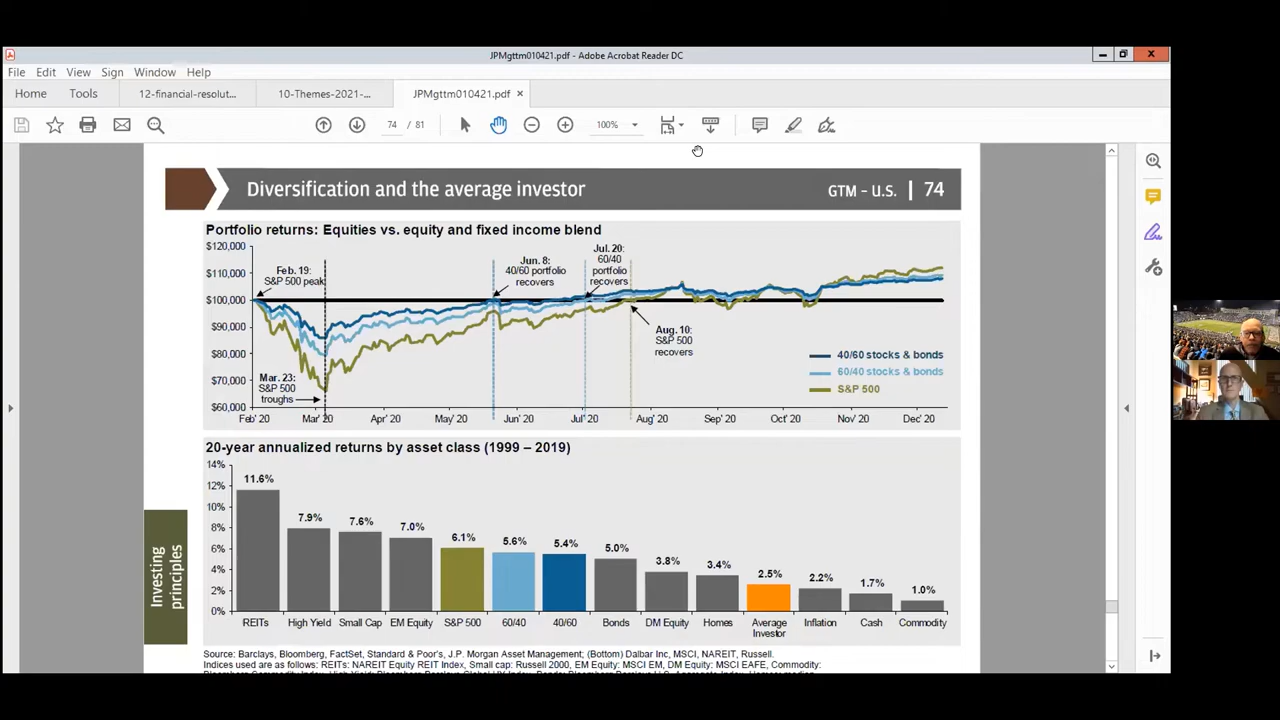 JPMgttm010421.pdf - Adobe Acrobat Reader DC
File Edit View Sign Window Help
Home Tools 12-financial-resolut... 10-Themes-2021-... JPMgttm010421.pdf ×
74 / 81 100%
Diversification and the average investor GTM – U.S. | 74
Portfolio returns: Equities vs. equity and fixed income blend
$120,000
$110,000
$100,000
$90,000
$80,000
$70,000
$60,000
Feb. 19:
S&P 500 peak
Mar. 23:
S&P 500
troughs
Jun. 8:
40/60 portfolio
recovers
Jul. 20:
60/40
portfolio
recovers
Aug. 10:
S&P 500
recovers
40/60 stocks & bonds
60/40 stocks & bonds
S&P 500
Feb' 20 Mar' 20 Apr' 20 May' 20 Jun' 20 Jul' 20 Aug' 20 Sep' 20 Oct' 20 Nov' 20 Dec' 20
20-year annualized returns by asset class (1999 – 2019)
14%
12%
10%
8%
6%
4%
2%
0%
11.6% 7.9% 7.6% 7.0% 6.1% 5.6% 5.4% 5.0% 3.8% 3.4% 2.5% 2.2% 1.7% 1.0%
REITs High Yield Small Cap EM Equity S&P 500 60/40 40/60 Bonds DM Equity Homes Average Inflation Cash Commodity
Investor
Investing
principles
Source: Barclays, Bloomberg, FactSet, Standard & Poor's, J.P. Morgan Asset Management; (Bottom) Dalbar Inc, MSCI, NAREIT, Russell.
Indices used are as follows: REITs: NAREIT Equity REIT Index, Small cap: Russell 2000, EM Equity: MSCI EM, DM Equity: MSCI EAFE, Commodity: